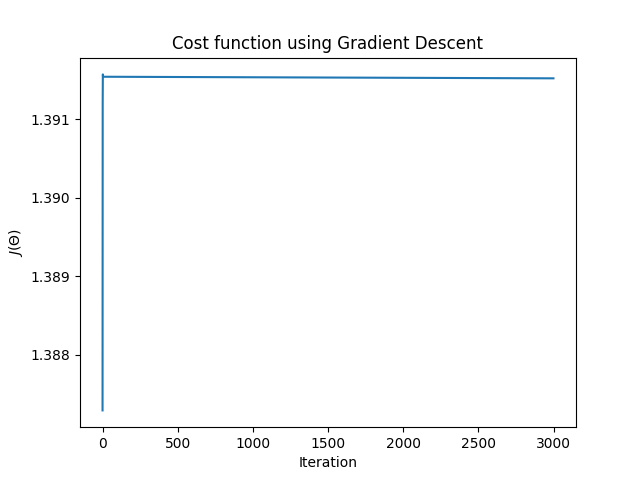 Cost function using Gradient Descent
1.391
1.390
1.389
1.388
J(Θ)
0 500 1000 1500 2000 2500 3000
Iteration